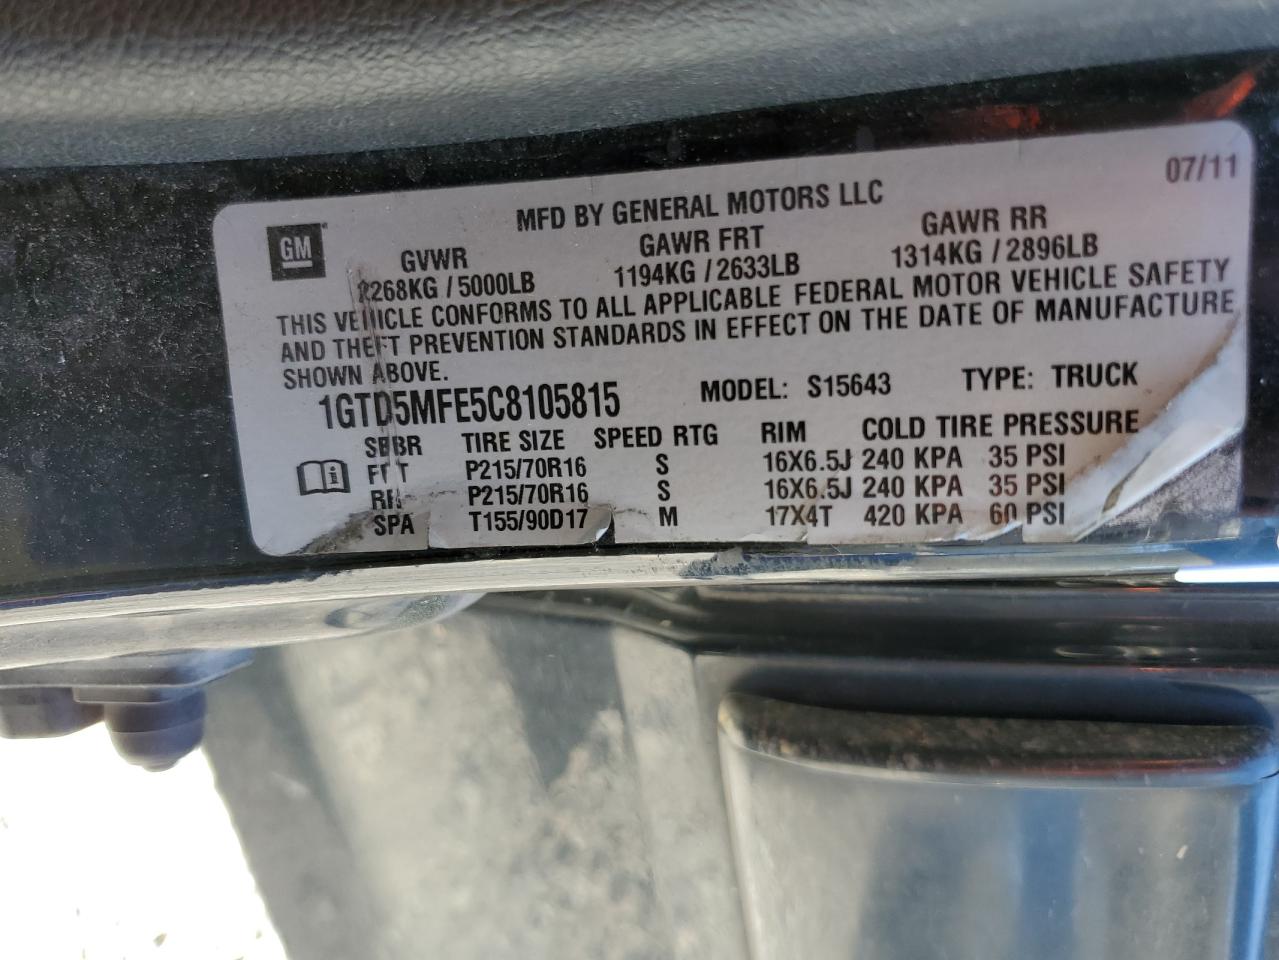 07/11
MFD BY GENERAL MOTORS LLC
GM GVWR GAWR FRT GAWR RR
2268KG / 5000LB 1194KG / 2633LB 1314KG / 2896LB
THIS VEHICLE CONFORMS TO ALL APPLICABLE FEDERAL MOTOR VEHICLE SAFETY
AND THEFT PREVENTION STANDARDS IN EFFECT ON THE DATE OF MANUFACTURE
SHOWN ABOVE.
1GTD5MFE5C8105815 MODEL: S15643 TYPE: TRUCK
TIRE SIZE SPEED RTG RIM COLD TIRE PRESSURE
FRT P215/70R16 S 16X6.5J 240 KPA 35 PSI
RR P215/70R16 S 16X6.5J 240 KPA 35 PSI
SPA T155/90D17 M 17X4T 420 KPA 60 PSI